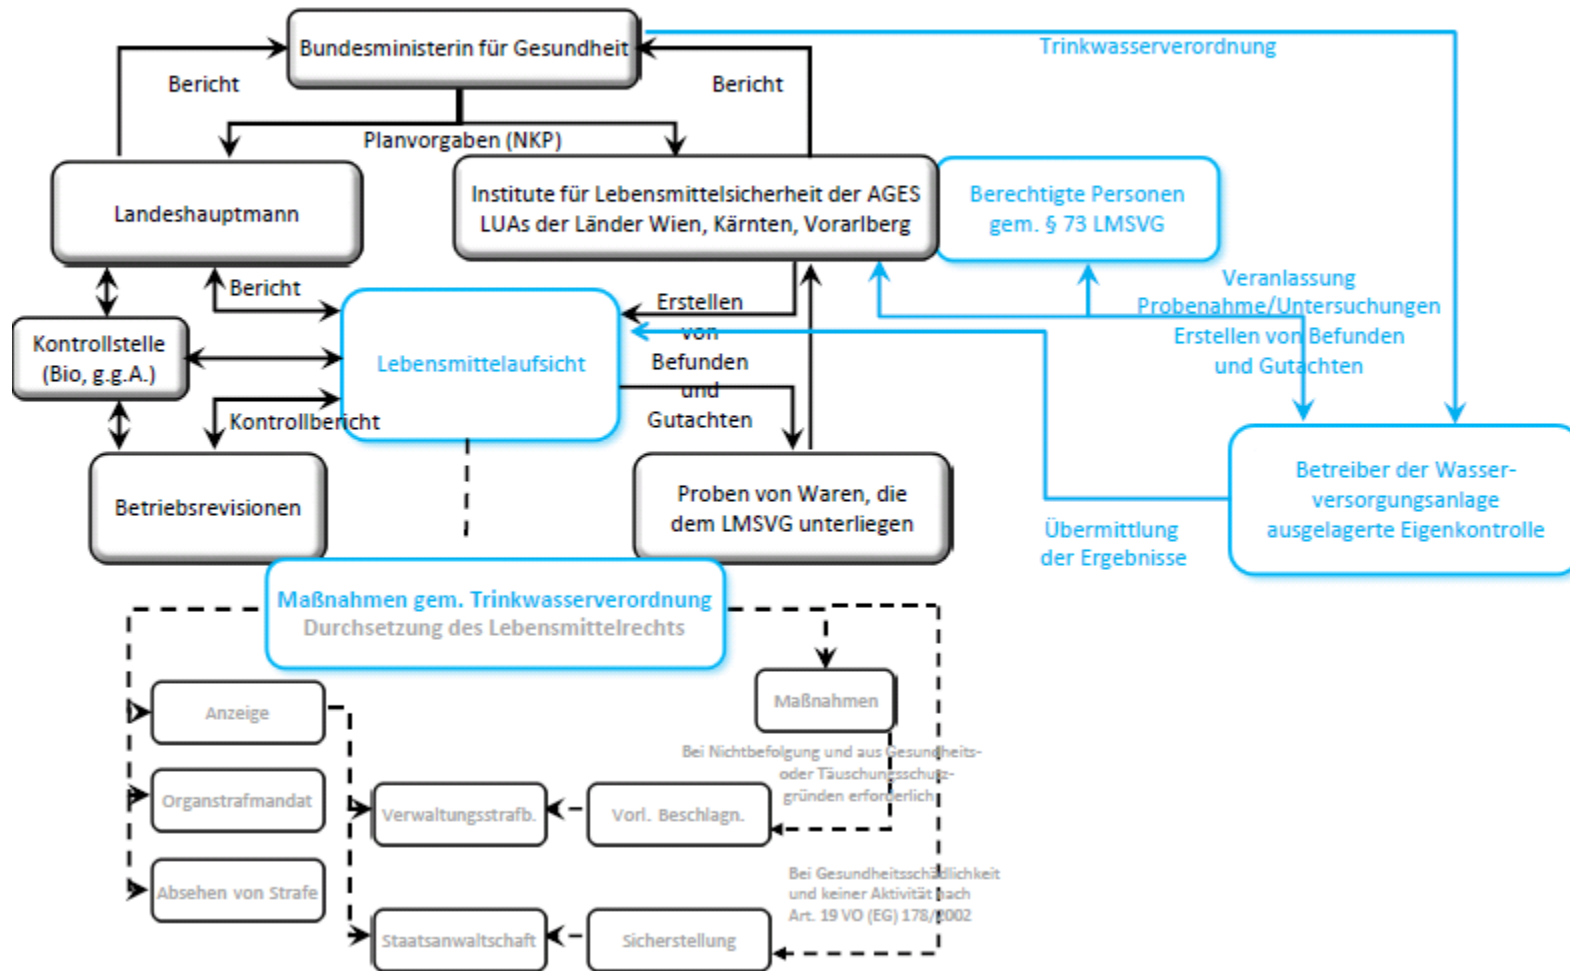 Bundesministerin für Gesundheit
Trinkwasserverordnung
Bericht
Bericht
Planvorgaben (NKP)
Landeshauptmann
Institute für Lebensmittelsicherheit der AGES
LUAs der Länder Wien, Kärnten, Vorarlberg
Berechtigte Personen
gem. § 73 LMSVG
Bericht
Erstellen
von
Befunden
und
Gutachten
Veranlassung
Probenahme/Untersuchungen
Erstellen von Befunden
und Gutachten
Kontrollstelle
(Bio, g.g.A.)
Lebensmittelaufsicht
Kontrollbericht
Betriebsrevisionen
Proben von Waren, die
dem LMSVG unterliegen
Betreiber der Wasser-
versorgungsanlage
ausgelagerte Eigenkontrolle
Übermittlung
der Ergebnisse
Maßnahmen gem. Trinkwasserverordnung
Durchsetzung des Lebensmittelrechts
Anzeige
Maßnahmen
Bei Nichtbefolgung und aus Gesundheits-
oder Täuschungsschutz-
gründen erforderlich
Organstrafmandat
Verwaltungsstrafb.
Vorl. Beschlagn.
Absehen von Strafe
Bei Gesundheitsschädlichkeit
und keiner Aktivität nach
Art. 19 VO (EG) 178/2002
Staatsanwaltschaft
Sicherstellung